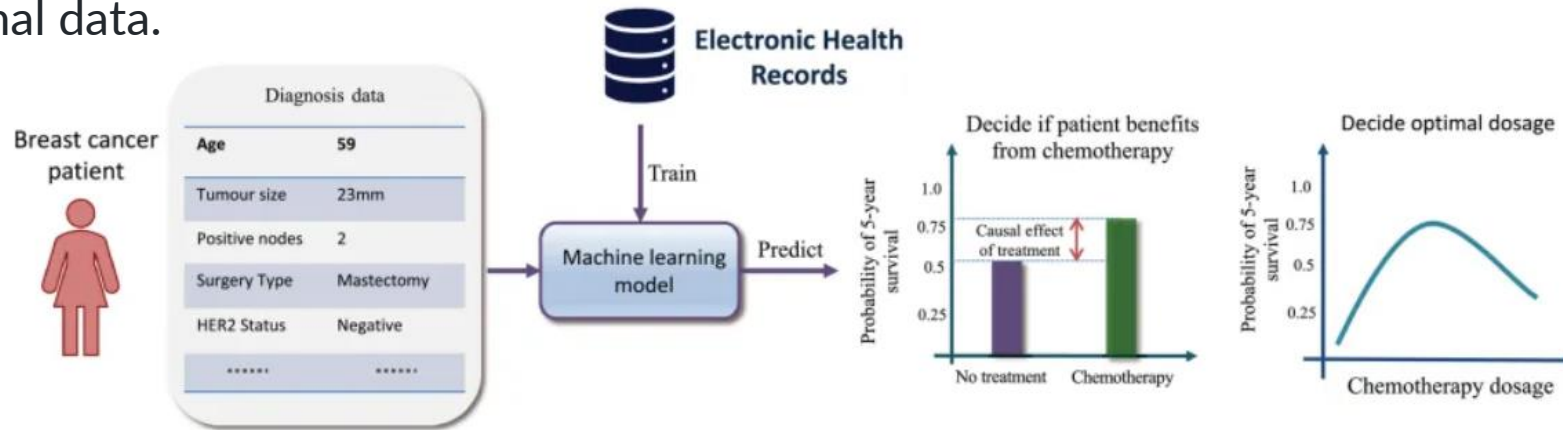 nal data.
Electronic Health
Records
Breast cancer
patient
Diagnosis data
Age 59
Tumour size 23mm
Positive nodes 2
Surgery Type Mastectomy
HER2 Status Negative
...... ......
Train
Machine learning
model
Predict
Decide if patient benefits
from chemotherapy
Probability of 5-year
survival
1.0
0.75
0.5
0.25
Causal effect
of treatment
No treatment Chemotherapy
Decide optimal dosage
Probability of 5-year
survival
1.0
0.75
0.5
0.25
Chemotherapy dosage